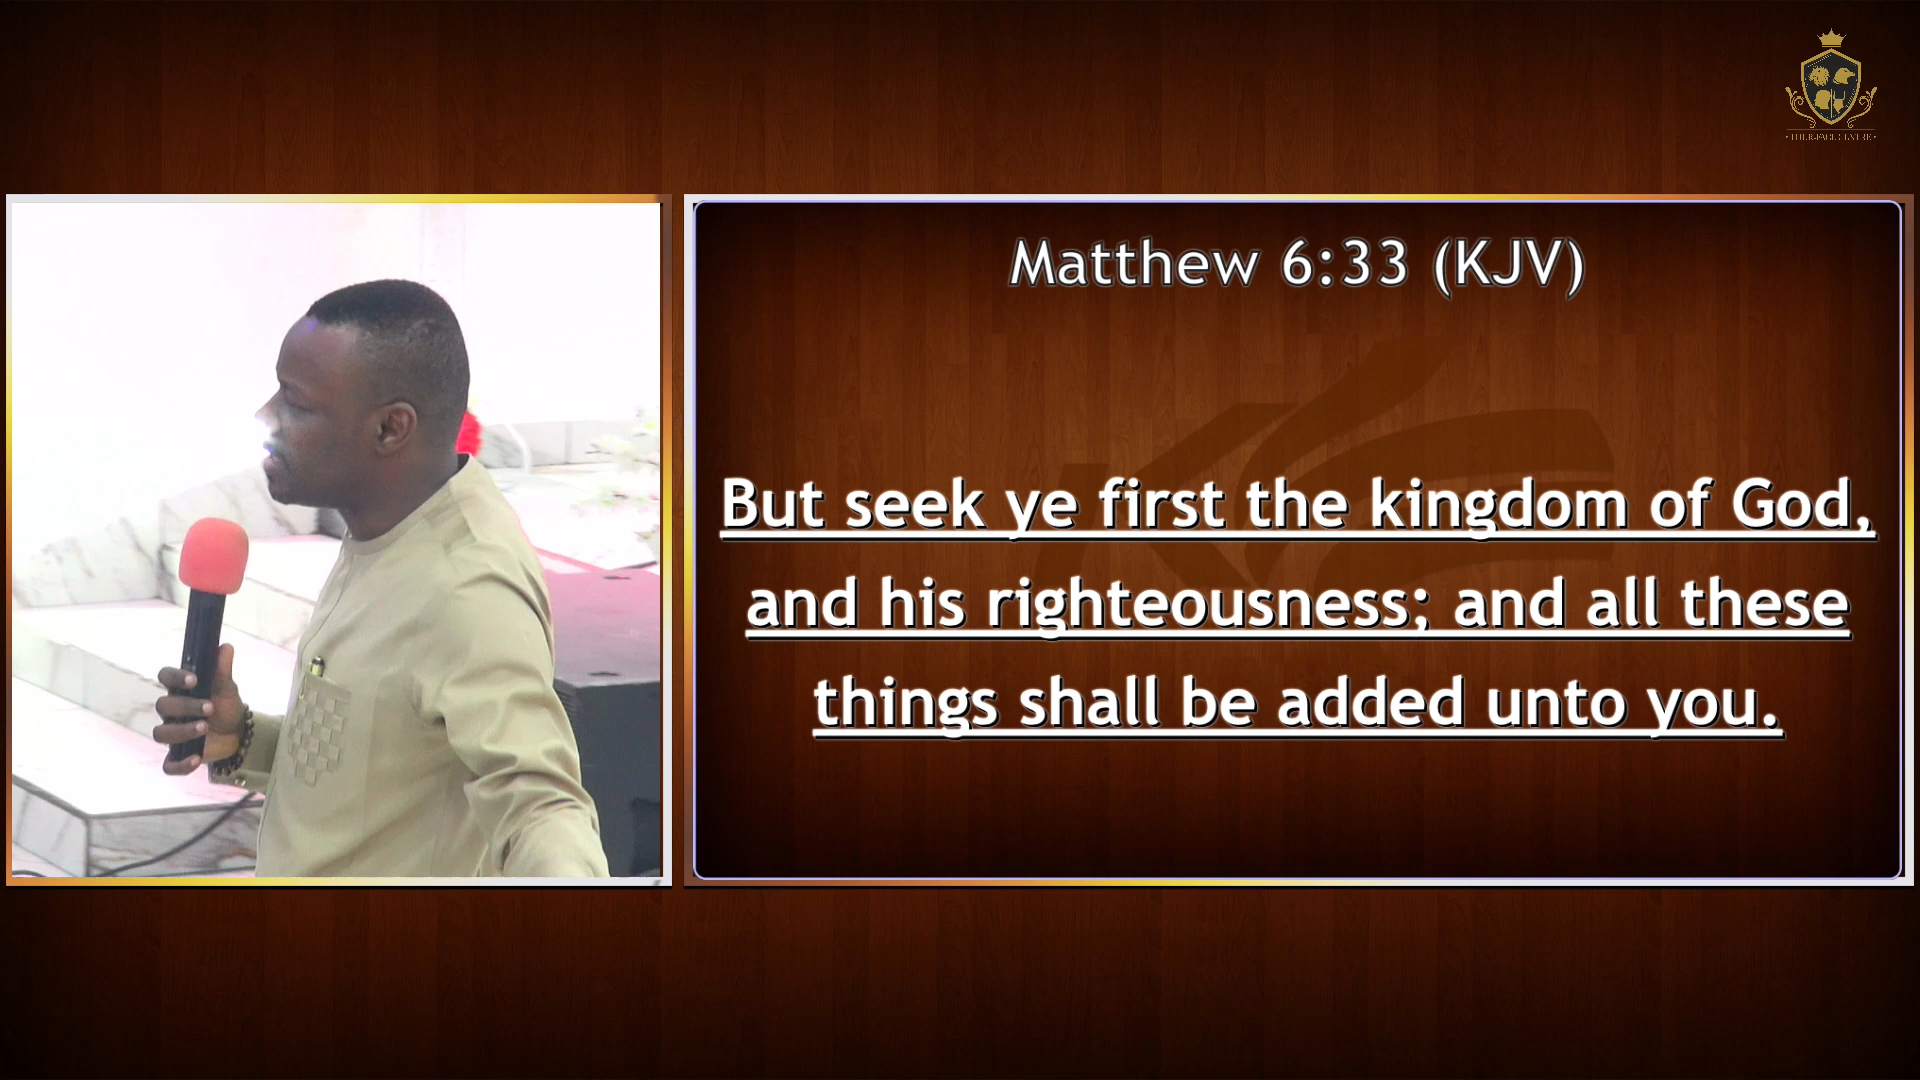 Matthew 6:33 (KJV)
But seek ye first the kingdom of God,
and his righteousness; and all these
things shall be added unto you.